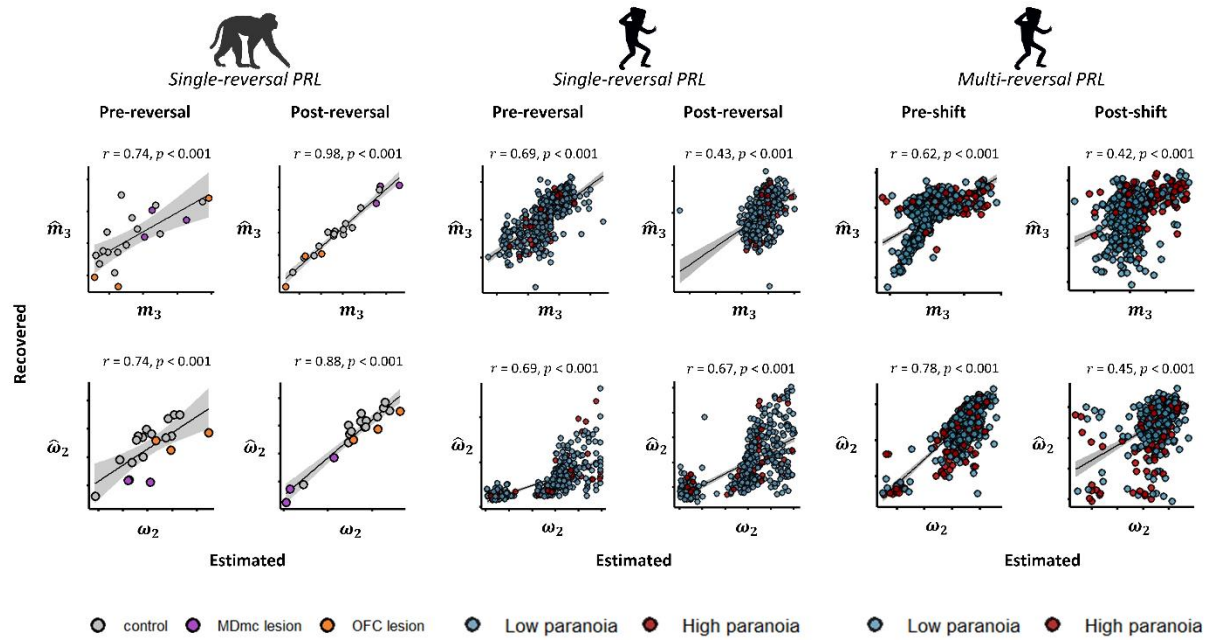 Single-reversal PRL
Single-reversal PRL
Multi-reversal PRL
Pre-reversal
Post-reversal
Pre-reversal
Post-reversal
Pre-shift
Post-shift
r = 0.74, p < 0.001
r = 0.98, p < 0.001
r = 0.69, p < 0.001
r = 0.43, p < 0.001
r = 0.62, p < 0.001
r = 0.42, p < 0.001
m̂₃
m̂₃
m̂₃
m̂₃
m̂₃
m̂₃
m₃
m₃
m₃
m₃
m₃
m₃
Recovered
r = 0.74, p < 0.001
r = 0.88, p < 0.001
r = 0.69, p < 0.001
r = 0.67, p < 0.001
r = 0.78, p < 0.001
r = 0.45, p < 0.001
ω̂₂
ω̂₂
ω̂₂
ω̂₂
ω̂₂
ω̂₂
ω₂
ω₂
ω₂
ω₂
ω₂
ω₂
Estimated
Estimated
Estimated
control
MDmc lesion
OFC lesion
Low paranoia
High paranoia
Low paranoia
High paranoia